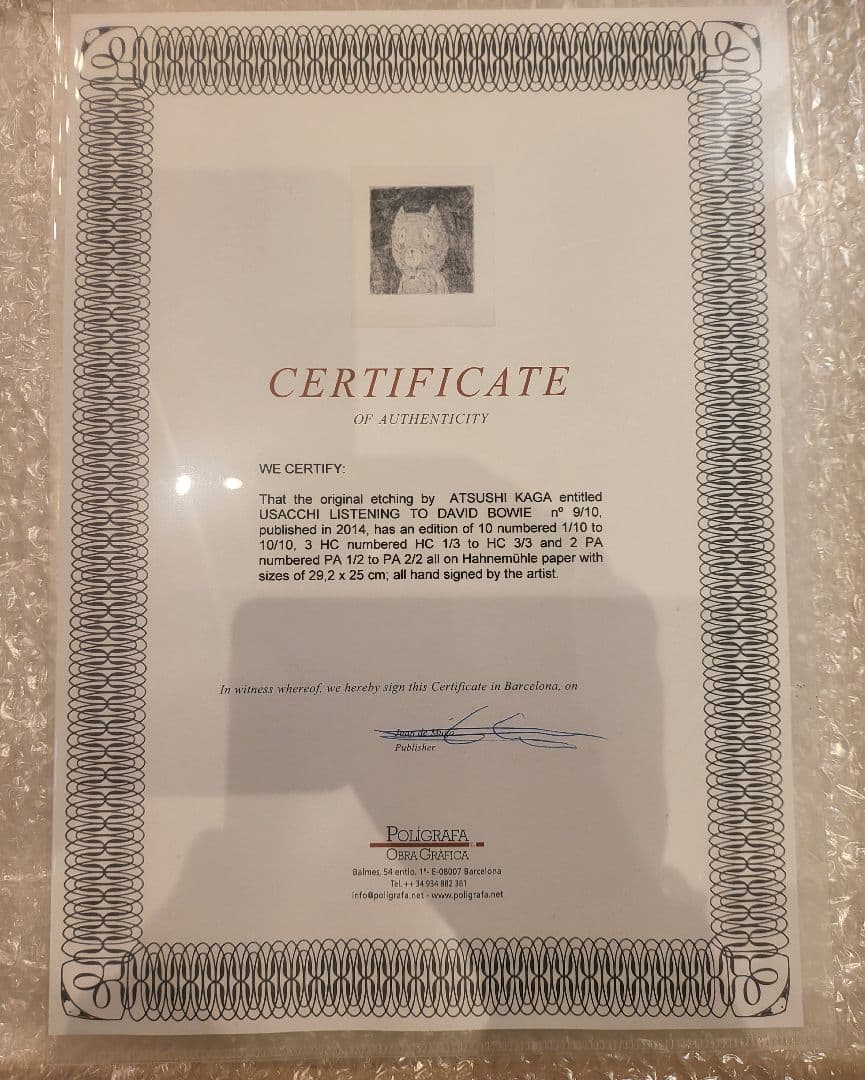 CERTIFICATE
OF AUTHENTICITY
WE CERTIFY:
That the original etching by ATSUSHI KAGA entitled
USACCHI LISTENING TO DAVID BOWIE nº 9/10,
published in 2014, has an edition of 10 numbered 1/10 to
10/10, 3 HC numbered HC 1/3 to HC 3/3 and 2 PA
numbered PA 1/2 to PA 2/2 all on Hahnemühle paper with
sizes of 29,2 x 25 cm; all hand signed by the artist.
In witness whereof, we hereby sign this Certificate in Barcelona, on
Publisher
POLÍGRAFA
OBRA GRÀFICA
Balmes, 54 entlo. 1ª- E-08007 Barcelona
Tel. ++ 34 934 882 381
info@poligrafa.net - www.poligrafa.net